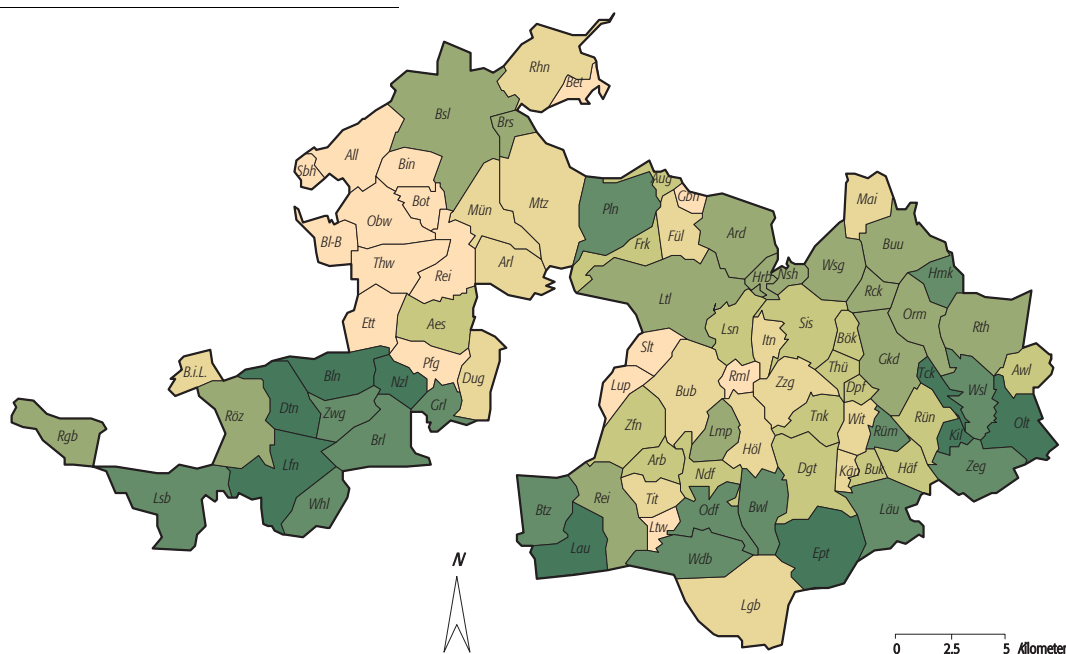 Rhn
Bet
Bsl
Brs
All
Bin
Sbh
Aug
Gbn
Mai
Bot
Mün
Mtz
Pln
Obw
Bl-B
Frk
Fül
Ard
Buu
Thw
Rei
Arl
Hrb
Nsh
Wsg
Hmk
Rck
Ltl
Ett
Aes
Lsn
Itn
Sis
Bök
Orm
Rth
Slt
Gkd
B.i.L.
Pfg
Dug
Bln
Nzl
Lup
Bub
Rml
Zzg
Thü
Dpf
Tck
Awl
Wsl
Grl
Röz
Dtn
Zwg
Zfn
Lmp
Tnk
Wit
Rün
Olt
Rgb
Brl
Höl
Rüm
Kil
Lfn
Arb
Ndf
Dgt
Käp
Buk
Häf
Zeg
Lsb
Whl
Btz
Rei
Tit
Odf
Bwl
Läu
Ltw
Lau
Wdb
Ept
N
Lgb
0 2.5 5 Kilometer